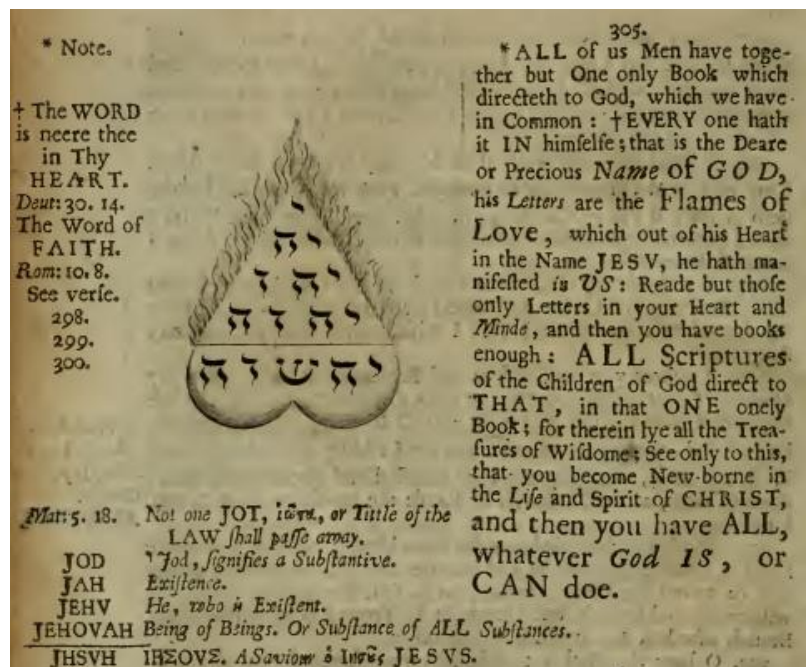 * Note.
† The WORD
is neere thee
in Thy
HEART.
Deut: 30. 14.
The Word of
FAITH.
Rom: 10. 8.
See verſe.
298.
299.
300.
י
יה
יהו
יהוה
יהשוה
305.
* ALL of us Men have toge-
ther but One only Book which
directeth to God, which we have
in Common : † EVERY one hath
it IN himſelfe; that is the Deare
or Precious Name of GOD,
his Letters are the Flames of
Love, which out of his Heart
in the Name JESV, he hath ma-
nifeſted in VS: Reade but thoſe
only Letters in your Heart and
Minde, and then you have books
enough: ALL Scriptures
of the Children of God direct to
THAT, in that ONE onely
Book; for therein lye all the Trea-
ſures of Wiſdome: See only to this,
that you become New-borne in
the Life and Spirit of CHRIST,
and then you have ALL,
whatever God IS, or
CAN doe.
Mat: 5. 18. Not one JOT, ἰῶτα, or Tittle of the
LAW ſhall paſſe away.
JOD י Jod, ſignifies a Subſtantive.
JAH Exiſtence.
JEHV He, who is Exiſtent.
JEHOVAH Being of Beings. Or Subſtance of ALL Subſtances.
JHSVH ΙΗΣΟΥΣ. A Saviour ὁ Ιησῦς JESVS.